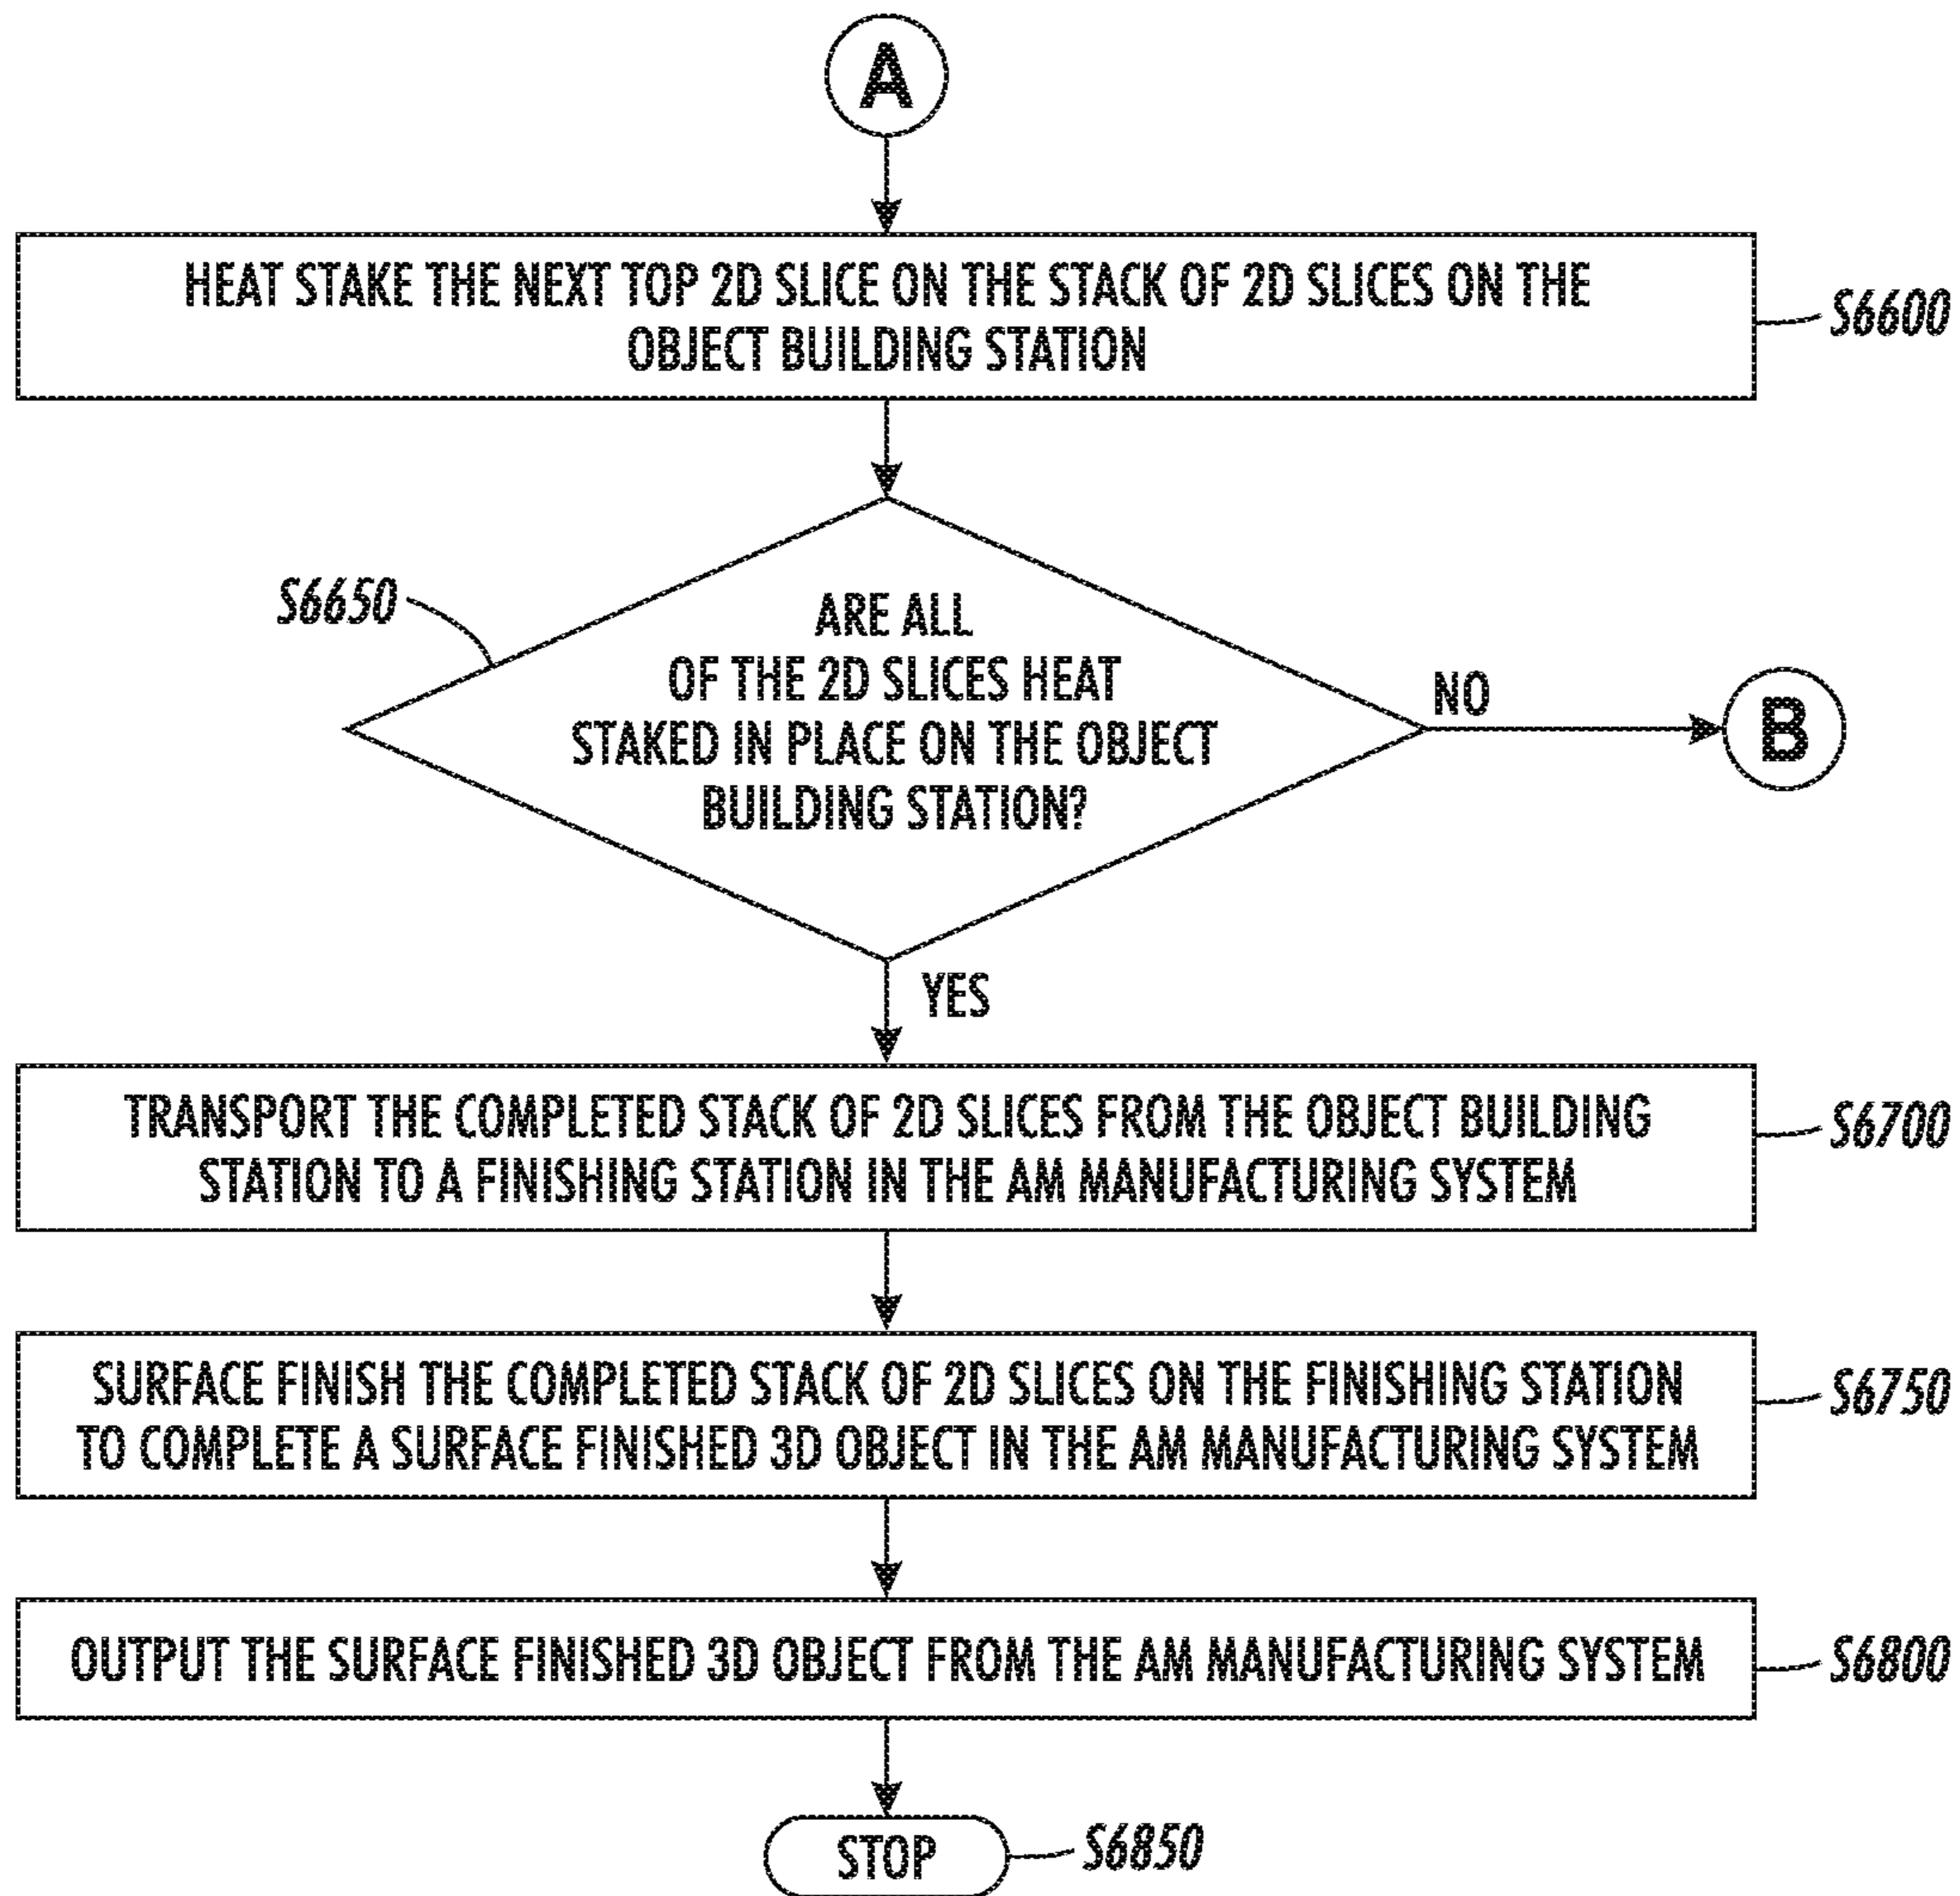 A
HEAT STAKE THE NEXT TOP 2D SLICE ON THE STACK OF 2D SLICES ON THE
OBJECT BUILDING STATION
S6600
S6650
ARE ALL
OF THE 2D SLICES HEAT
STAKED IN PLACE ON THE OBJECT
BUILDING STATION?
NO
B
YES
TRANSPORT THE COMPLETED STACK OF 2D SLICES FROM THE OBJECT BUILDING
STATION TO A FINISHING STATION IN THE AM MANUFACTURING SYSTEM
S6700
SURFACE FINISH THE COMPLETED STACK OF 2D SLICES ON THE FINISHING STATION
TO COMPLETE A SURFACE FINISHED 3D OBJECT IN THE AM MANUFACTURING SYSTEM
S6750
OUTPUT THE SURFACE FINISHED 3D OBJECT FROM THE AM MANUFACTURING SYSTEM
S6800
STOP
S6850